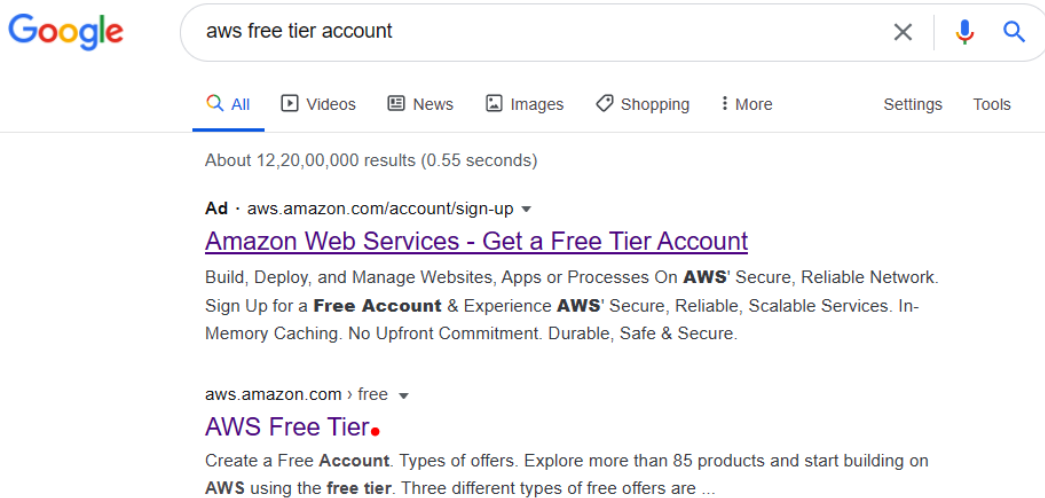 Google
aws free tier account
All Videos News Images Shopping More Settings Tools
About 12,20,00,000 results (0.55 seconds)
Ad · aws.amazon.com/account/sign-up
Amazon Web Services - Get a Free Tier Account
Build, Deploy, and Manage Websites, Apps or Processes On AWS' Secure, Reliable Network.
Sign Up for a Free Account & Experience AWS' Secure, Reliable, Scalable Services. In-
Memory Caching. No Upfront Commitment. Durable, Safe & Secure.
aws.amazon.com › free
AWS Free Tier
Create a Free Account. Types of offers. Explore more than 85 products and start building on
AWS using the free tier. Three different types of free offers are ...